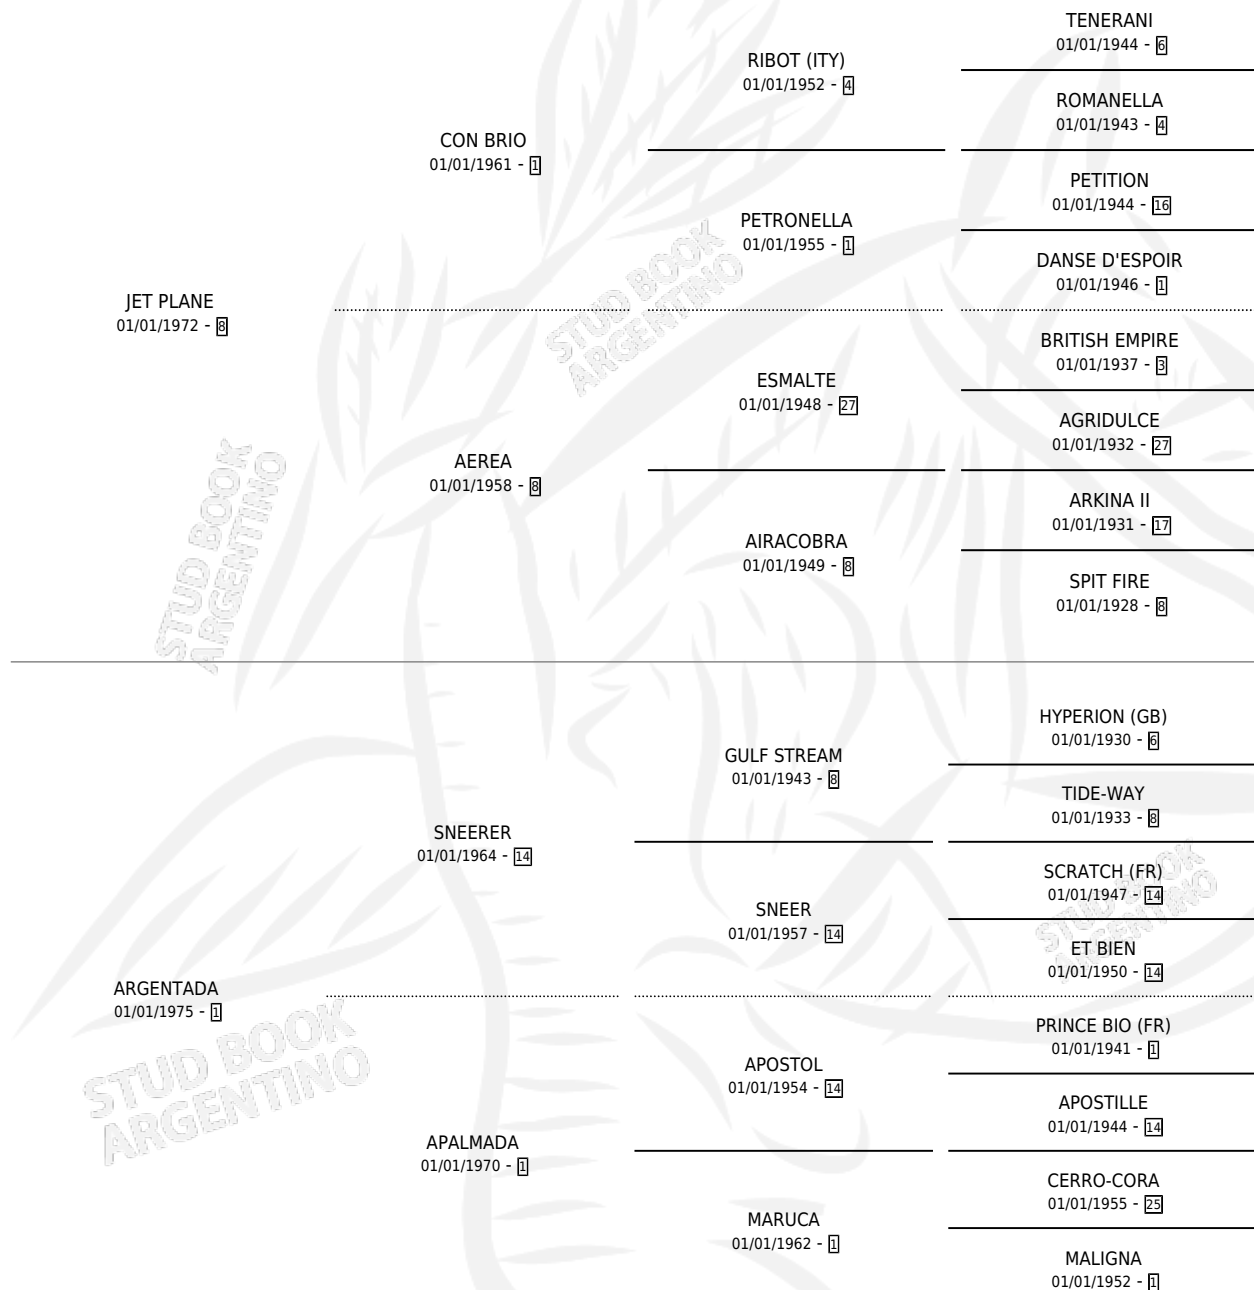 TENERANI
01/01/1944 - 6
RIBOT (ITY)
01/01/1952 - 4
ROMANELLA
01/01/1943 - 4
CON BRIO
01/01/1961 - 1
PETITION
01/01/1944 - 16
PETRONELLA
01/01/1955 - 1
DANSE D'ESPOIR
01/01/1946 - 1
JET PLANE
01/01/1972 - 8
BRITISH EMPIRE
01/01/1937 - 3
ESMALTE
01/01/1948 - 27
AGRIDULCE
01/01/1932 - 27
AEREA
01/01/1958 - 8
ARKINA II
01/01/1931 - 17
AIRACOBRA
01/01/1949 - 8
SPIT FIRE
01/01/1928 - 8
HYPERION (GB)
01/01/1930 - 6
GULF STREAM
01/01/1943 - 8
TIDE-WAY
01/01/1933 - 8
SNEERER
01/01/1964 - 14
SCRATCH (FR)
01/01/1947 - 14
SNEER
01/01/1957 - 14
ET BIEN
01/01/1950 - 14
ARGENTADA
01/01/1975 - 1
PRINCE BIO (FR)
01/01/1941 - 1
APOSTOL
01/01/1954 - 14
APOSTILLE
01/01/1944 - 14
APALMADA
01/01/1970 - 1
CERRO-CORA
01/01/1955 - 25
MARUCA
01/01/1962 - 1
MALIGNA
01/01/1952 - 1
STUD BOOK
ARGENTINO
STUD BOOK
ARGENTINO
STUD BOOK
ARGENTINO
STUD BOOK
ARGENTINO